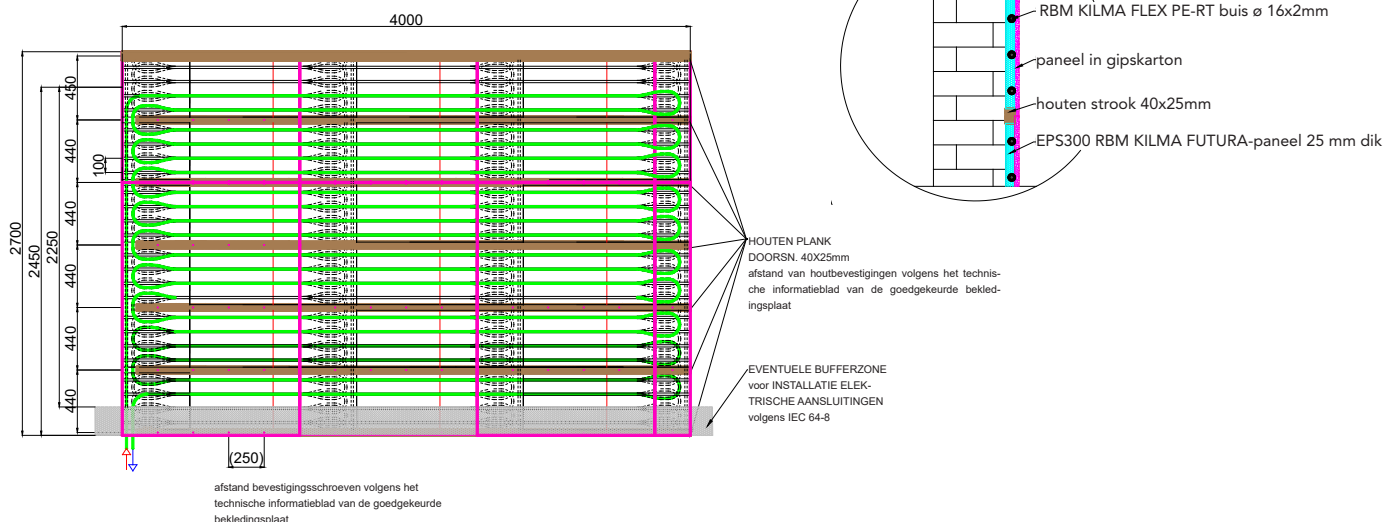 4000
RBM KILMA FLEX PE-RT buis ø 16x2mm
paneel in gipskarton
houten strook 40x25mm
EPS300 RBM KILMA FUTURA-paneel 25 mm dik
2700
2450
2250
450
440
100
440
440
440
440
440
HOUTEN PLANK
DOORSN. 40X25mm
afstand van houtbevestigingen volgens het technis-
che informatieblad van de goedgekeurde bekled-
ingsplaat
EVENTUELE BUFFERZONE
voor INSTALLATIE ELEK-
TRISCHE AANSLUITINGEN
volgens IEC 64-8
(250)
afstand bevestigingsschroeven volgens het
technische informatieblad van de goedgekeurde
bekledingsplaat